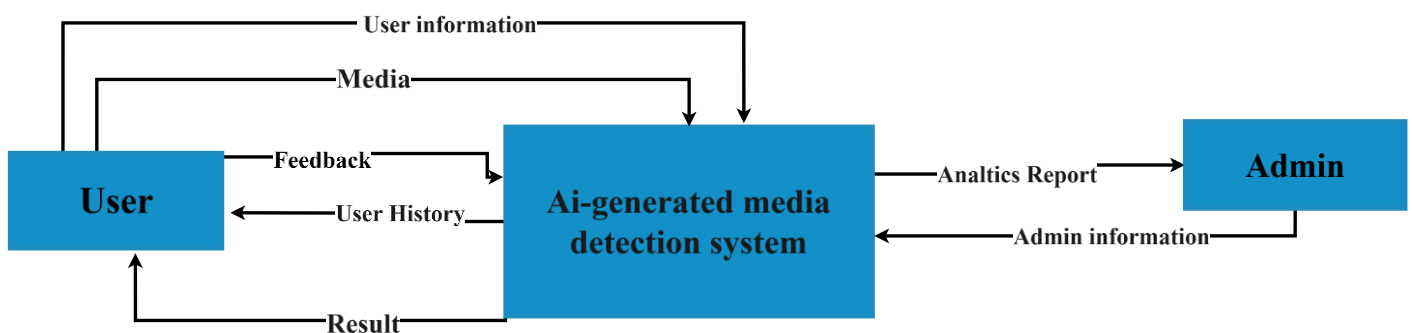 User information
Media
Feedback
User
User History
Result
Ai-generated media
detection system
Analtics Report
Admin information
Admin